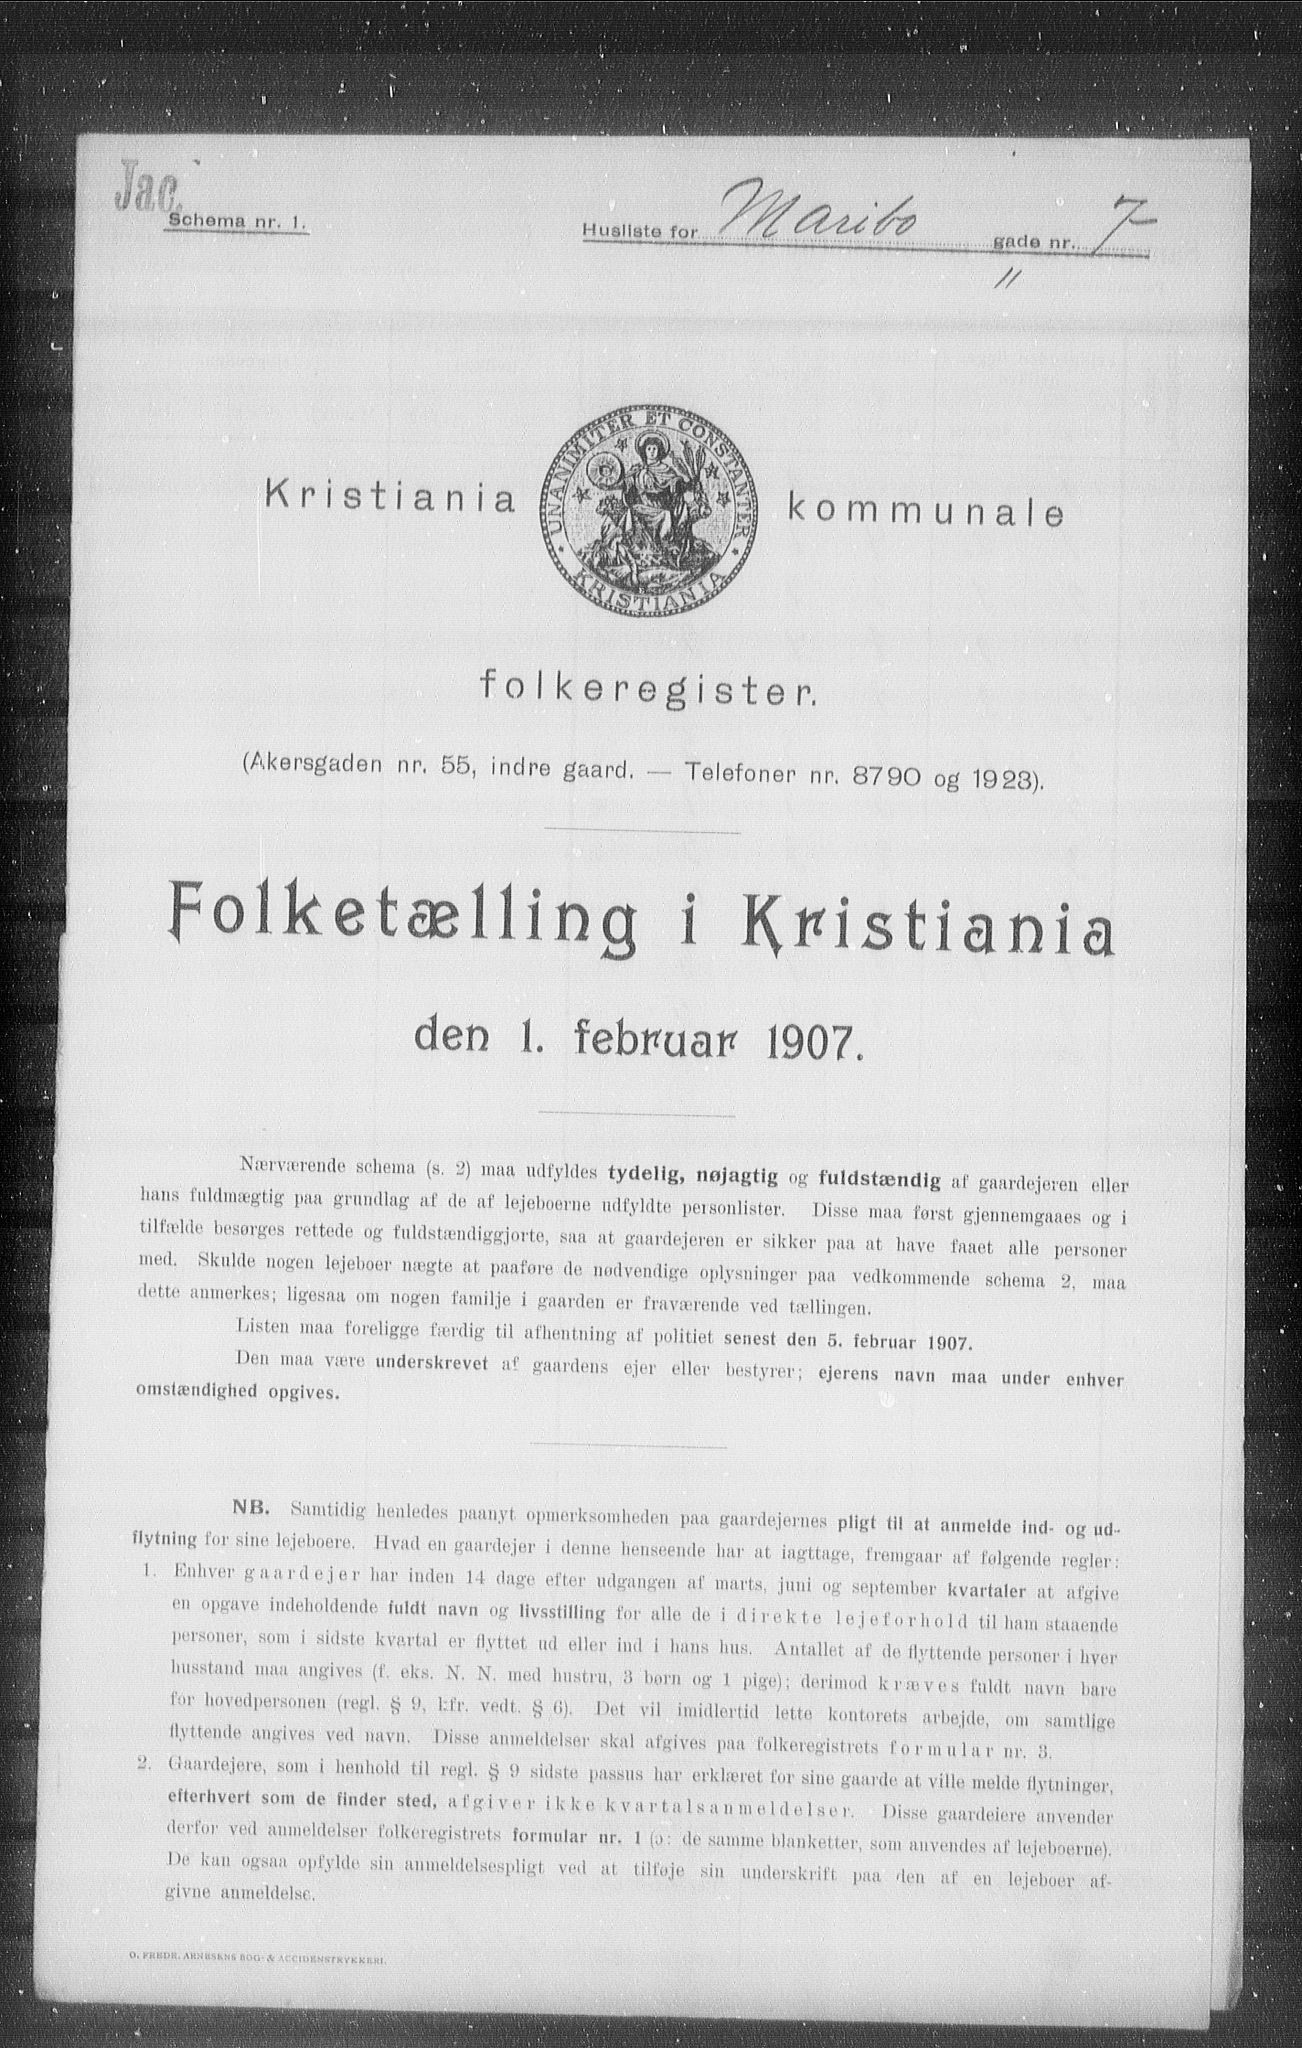 Jac.
Schema nr. 1.
Husliste for Maribo gade nr. 7
"
UNANIMITER ET CONSTANTER
KRISTIANIA
Kristiania kommunale
folkeregister.
(Akersgaden nr. 55, indre gaard. — Telefoner nr. 8790 og 1923).
Folketælling i Kristiania
den 1. februar 1907.
Nærværende schema (s. 2) maa udfyldes tydelig, nøjagtig og fuldstændig af gaardejeren eller
hans fuldmægtig paa grundlag af de af lejeboerne udfyldte personlister. Disse maa først gjennemgaaes og i
tilfælde besørges rettede og fuldstændiggjorte, saa at gaardejeren er sikker paa at have faaet alle personer
med. Skulde nogen lejeboer nægte at paaføre de nødvendige oplysninger paa vedkommende schema 2, maa
dette anmerkes; ligesaa om nogen familje i gaarden er fraværende ved tællingen.
Listen maa foreligge færdig til afhentning af politiet senest den 5. februar 1907.
Den maa være underskrevet af gaardens ejer eller bestyrer; ejerens navn maa under enhver
omstændighed opgives.
NB. Samtidig henledes paanyt opmerksomheden paa gaardejernes pligt til at anmelde ind- og ud-
flytning for sine lejeboere. Hvad en gaardejer i denne henseende har at iagttage, fremgaar af følgende regler:
1. Enhver gaardejer har inden 14 dage efter udgangen af marts, juni og september kvartaler at afgive
en opgave indeholdende fuldt navn og livsstilling for alle de i direkte lejeforhold til ham staaende
personer, som i sidste kvartal er flyttet ud eller ind i hans hus. Antallet af de flyttende personer i hver
husstand maa angives (f. eks. N. N. med hustru, 3 børn og 1 pige); derimod kræves fuldt navn bare
for hovedpersonen (regl. § 9, kfr. vedt. § 6). Det vil imidlertid lette kontorets arbejde, om samtlige
flyttende angives ved navn. Disse anmeldelser skal afgives paa folkeregistrets formular nr. 3.
2. Gaardejere, som i henhold til regl. § 9 sidste passus har erklæret for sine gaarde at ville melde flytninger,
efterhvert som de finder sted, afgiver ikke kvartalsanmeldelser. Disse gaardeiere anvender
derfor ved anmeldelser folkeregistrets formular nr. 1 (ɔ: de samme blanketter, som anvendes af lejeboerne).
De kan ogsaa opfylde sin anmeldelsespligt ved at tilføje sin underskrift paa den af en lejeboer af-
givne anmeldelse.
O. FREDR. ARNESENS BOG- & ACCIDENSTRYKKERI.